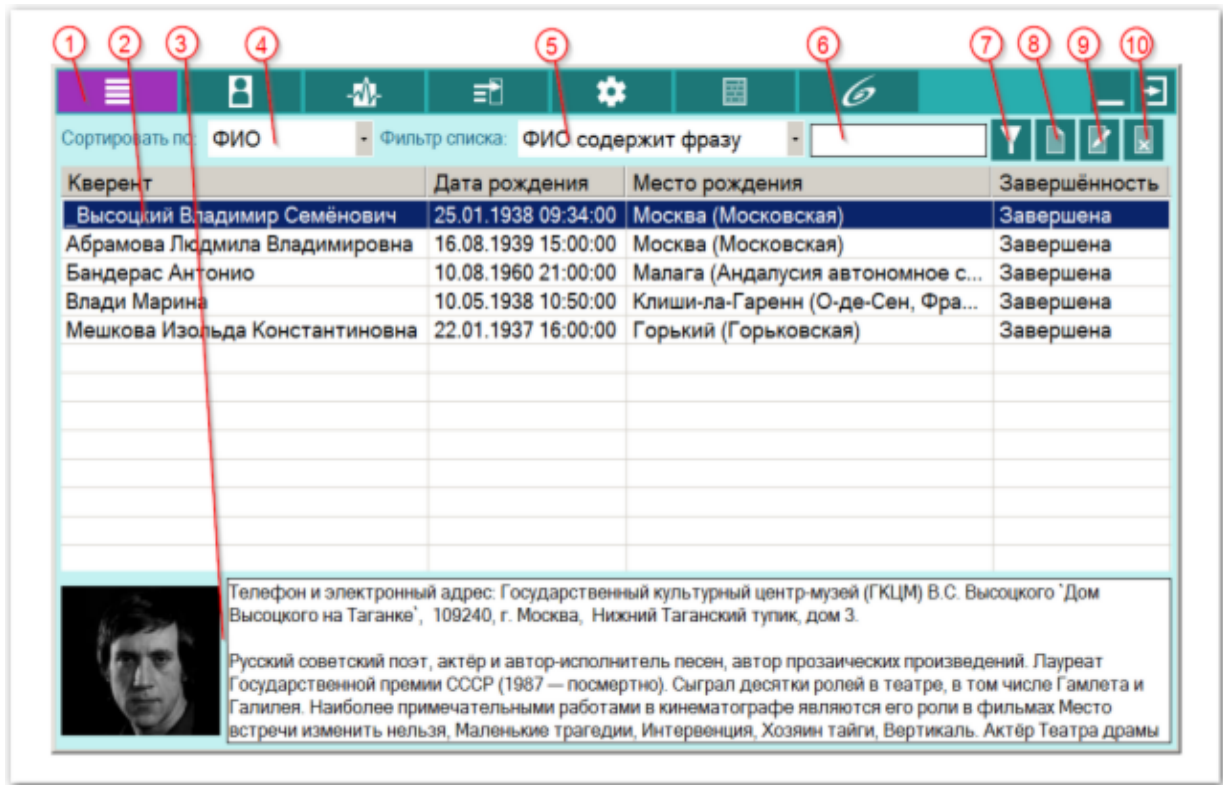 1 2 3 4 5 6 7 8 9 10
Сортировать по: ФИО Фильтр списка: ФИО содержит фразу
Кверент Дата рождения Место рождения Завершённость
_Высоцкий Владимир Семёнович 25.01.1938 09:34:00 Москва (Московская) Завершена
Абрамова Людмила Владимировна 16.08.1939 15:00:00 Москва (Московская) Завершена
Бандерас Антонио 10.08.1960 21:00:00 Малага (Андалусия автономное с... Завершена
Влади Марина 10.05.1938 10:50:00 Клиши-ла-Гаренн (О-де-Сен, Фра... Завершена
Мешкова Изольда Константиновна 22.01.1937 16:00:00 Горький (Горьковская) Завершена
Телефон и электронный адрес: Государственный культурный центр-музей (ГКЦМ) В.С. Высоцкого `Дом
Высоцкого на Таганке`, 109240, г. Москва, Нижний Таганский тупик, дом 3.
Русский советский поэт, актёр и автор-исполнитель песен, автор прозаических произведений. Лауреат
Государственной премии СССР (1987 — посмертно). Сыграл десятки ролей в театре, в том числе Гамлета и
Галилея. Наиболее примечательными работами в кинематографе являются его роли в фильмах Место
встречи изменить нельзя, Маленькие трагедии, Интервенция, Хозяин тайги, Вертикаль. Актёр Театра драмы